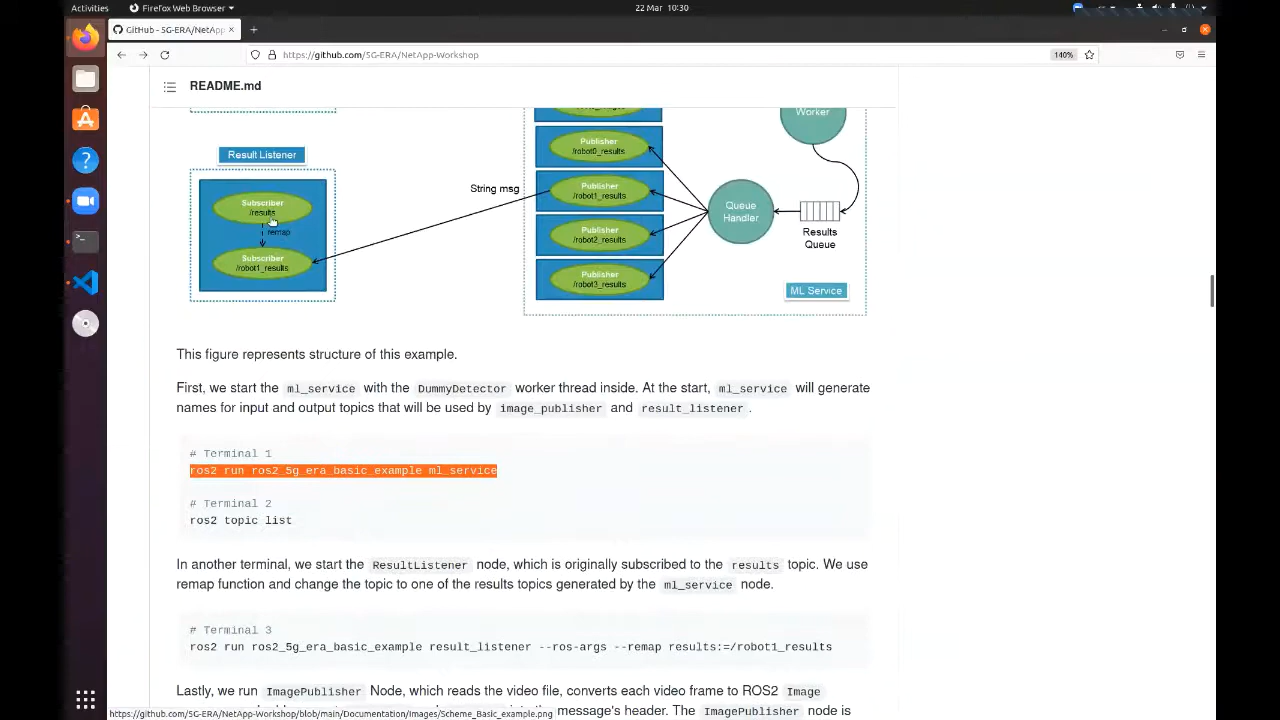 Activities
Firefox Web Browser
22 Mar 10:30
GitHub - 5G-ERA/NetApp
https://github.com/5G-ERA/NetApp-Workshop
140%
README.md
Worker
Result Listener
Subscriber
/results
remap
Subscriber
/robot1_results
String msg
Publisher
/robot0_results
Publisher
/robot1_results
Publisher
/robot2_results
Publisher
/robot3_results
Queue
Handler
Results
Queue
ML Service
This figure represents structure of this example.
First, we start the ml_service with the DummyDetector worker thread inside. At the start, ml_service will generate
names for input and output topics that will be used by image_publisher and result_listener .
# Terminal 1
ros2 run ros2_5g_era_basic_example ml_service
# Terminal 2
ros2 topic list
In another terminal, we start the ResultListener node, which is originally subscribed to the results topic. We use
remap function and change the topic to one of the results topics generated by the ml_service node.
# Terminal 3
ros2 run ros2_5g_era_basic_example result_listener --ros-args --remap results:=/robot1_results
Lastly, we run ImagePublisher Node, which reads the video file, converts each video frame to ROS2 Image
https://github.com/5G-ERA/NetApp-Workshop/blob/main/Documentation/Images/Scheme_Basic_example.png
the message's header. The ImagePublisher node is